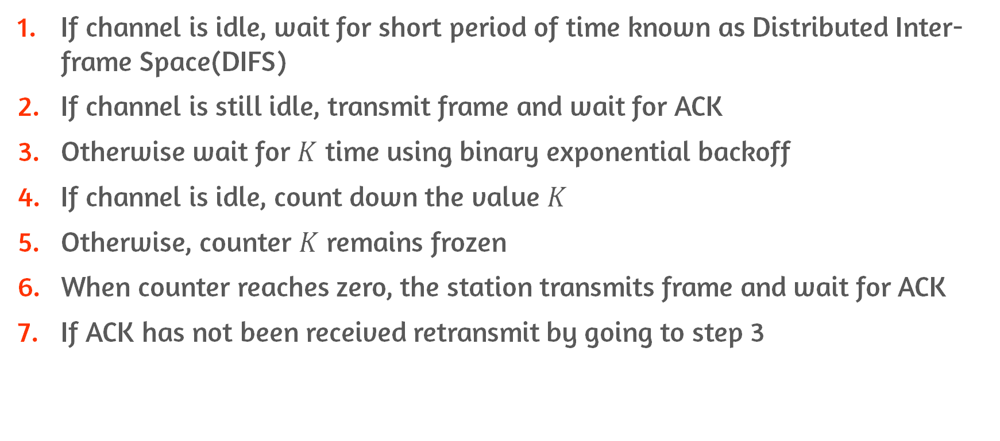 1. If channel is idle, wait for short period of time known as Distributed Inter-
frame Space(DIFS)
2. If channel is still idle, transmit frame and wait for ACK
3. Otherwise wait for K time using binary exponential backoff
4. If channel is idle, count down the value K
5. Otherwise, counter K remains frozen
6. When counter reaches zero, the station transmits frame and wait for ACK
7. If ACK has not been received retransmit by going to step 3